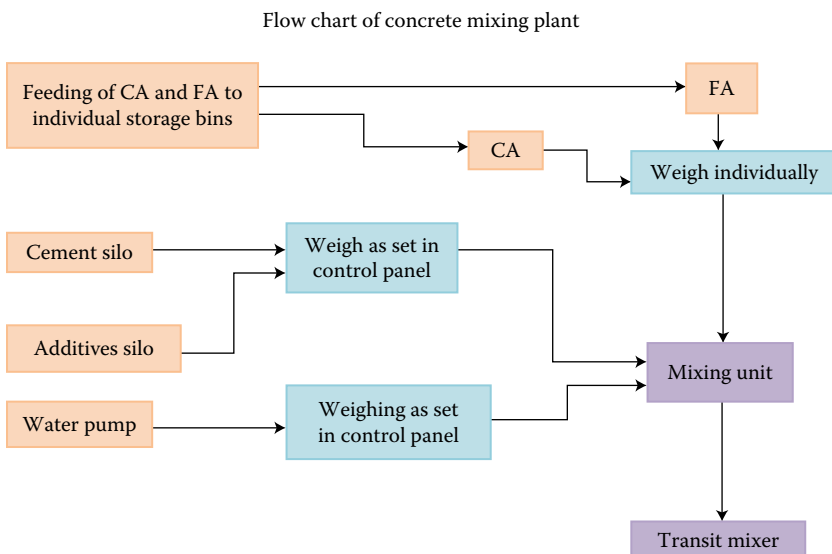 Flow chart of concrete mixing plant
Feeding of CA and FA to
individual storage bins
FA
CA
Weigh individually
Cement silo
Weigh as set in
control panel
Additives silo
Mixing unit
Water pump
Weighing as set
in control panel
Transit mixer